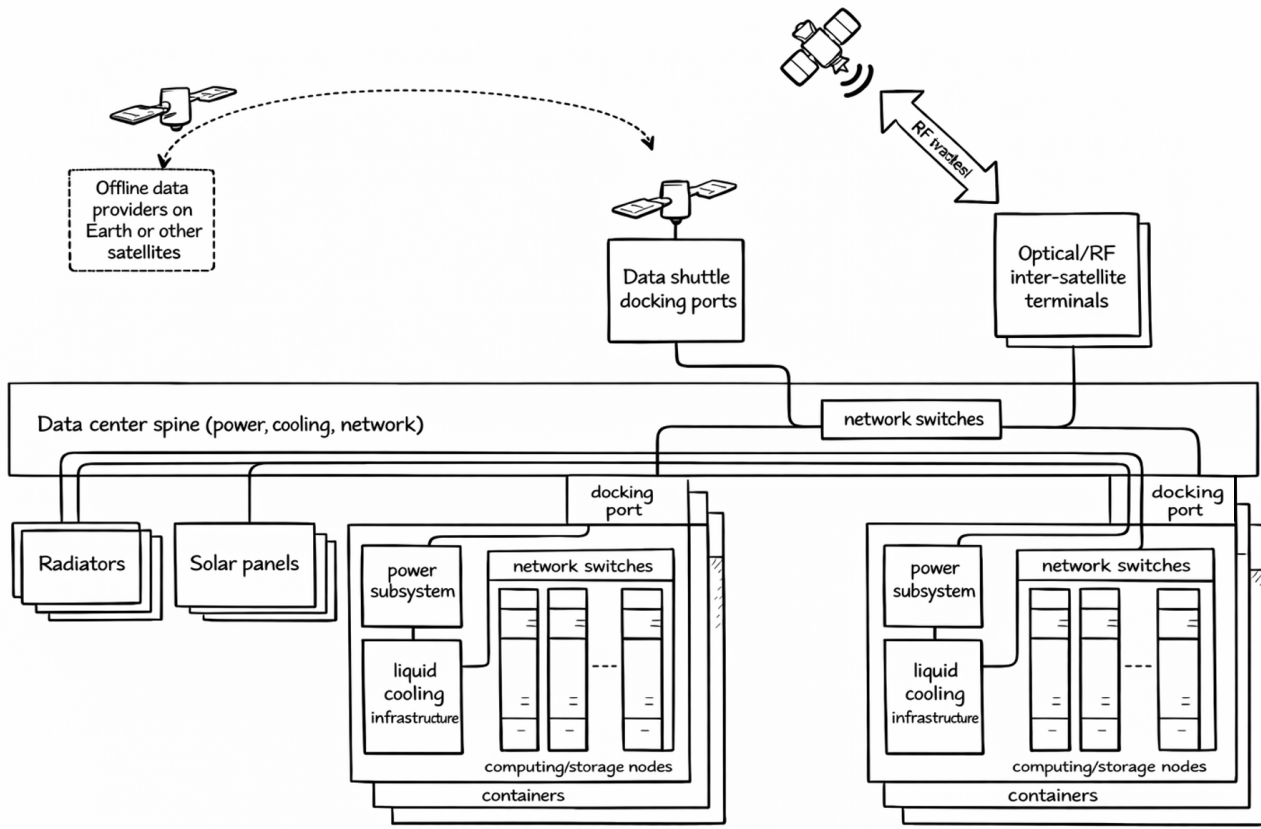 Offline data
providers on
Earth or other
satellites
Data shuttle
docking ports
RF
Optical/RF
inter-satellite
terminals
Data center spine (power, cooling, network)
network switches
Radiators
Solar panels
docking
port
power
subsystem
network switches
liquid
cooling
infrastructure
computing/storage nodes
containers
docking
port
power
subsystem
network switches
liquid
cooling
infrastructure
computing/storage nodes
containers